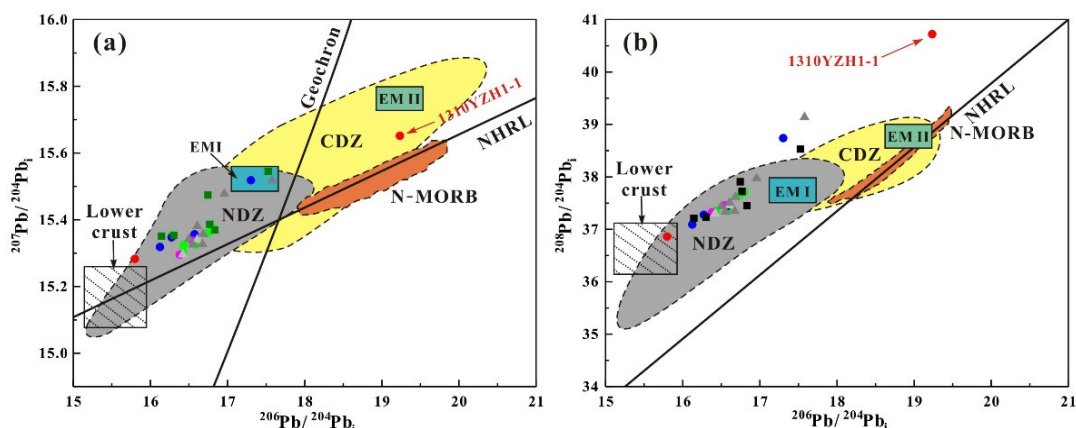 (a)
16.0
15.8
15.6
15.4
15.2
15.0
²⁰⁷Pb/²⁰⁴Pbᵢ
Geochron
EM II
1310YZH1-1
CDZ
NHRL
EMI
N-MORB
NDZ
Lower
crust
15 16 17 18 19 20 21
²⁰⁶Pb/²⁰⁴Pbᵢ
(b)
41
40
39
38
37
36
35
34
²⁰⁸Pb/²⁰⁴Pbᵢ
1310YZH1-1
NHRL
N-MORB
EM II
CDZ
EM I
Lower
crust
NDZ
15 16 17 18 19 20 21
²⁰⁶Pb/²⁰⁴Pbᵢ